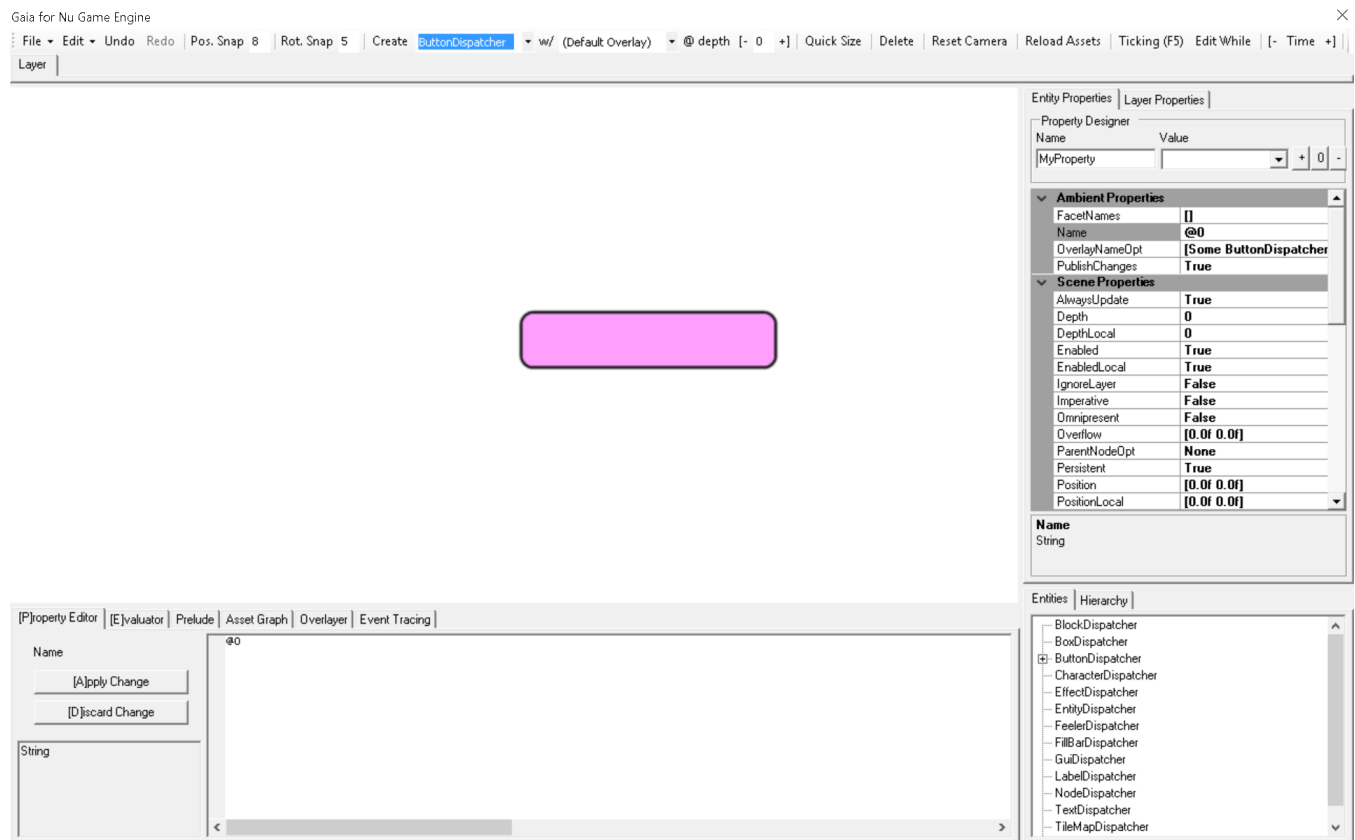 Gaia for Nu Game Engine
File Edit Undo Redo Pos. Snap 8 Rot. Snap 5 Create ButtonDispatcher w/ (Default Overlay) @ depth [- 0 +] Quick Size Delete Reset Camera Reload Assets Ticking (F5) Edit While [- Time +]
Layer
Entity Properties Layer Properties
Property Designer
Name Value
MyProperty + 0 -
Ambient Properties
FacetNames []
Name @0
OverlayNameOpt [Some ButtonDispatcher
PublishChanges True
Scene Properties
AlwaysUpdate True
Depth 0
DepthLocal 0
Enabled True
EnabledLocal True
IgnoreLayer False
Imperative False
Omnipresent False
Overflow [0.0f 0.0f]
ParentNodeOpt None
Persistent True
Position [0.0f 0.0f]
PositionLocal [0.0f 0.0f]
Name
String
[P]roperty Editor [E]valuator Prelude Asset Graph Overlayer Event Tracing
Name
[A]pply Change
[D]iscard Change
String
@0
Entities Hierarchy
BlockDispatcher
BoxDispatcher
ButtonDispatcher
CharacterDispatcher
EffectDispatcher
EntityDispatcher
FeelerDispatcher
FillBarDispatcher
GuiDispatcher
LabelDispatcher
NodeDispatcher
TextDispatcher
TileMapDispatcher